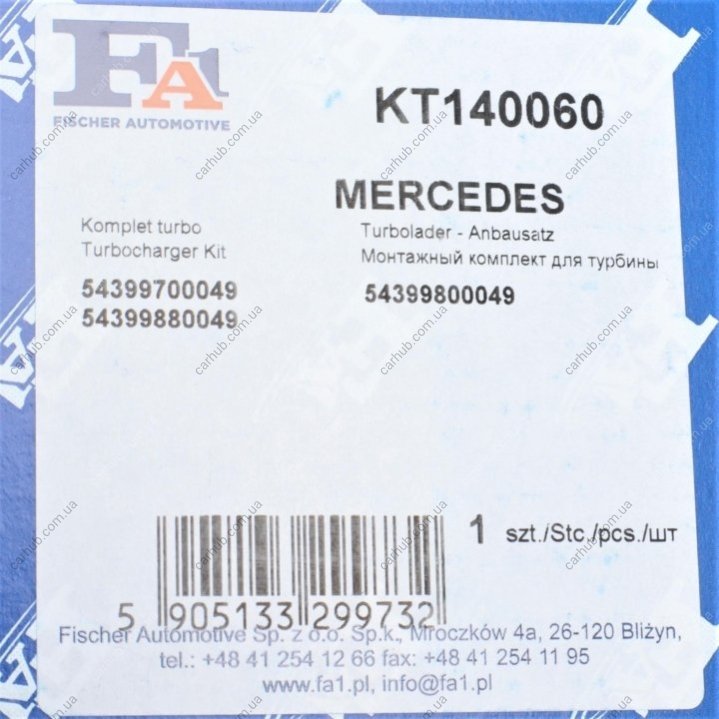 FA1
FISCHER AUTOMOTIVE
KT140060
MERCEDES
Komplet turbo
Turbocharger Kit
Turbolader - Anbausatz
Монтажный комплект для турбины
54399700049
54399880049
54399800049
1 szt./Stc./pcs./шт
5 905133 299732
Fischer Automotive Sp. z o.o. Sp.k., Mroczków 4a, 26-120 Bliżyn,
tel.: +48 41 254 12 66 fax: +48 41 254 11 95
www.fa1.pl, info@fa1.pl
carhub.com.ua